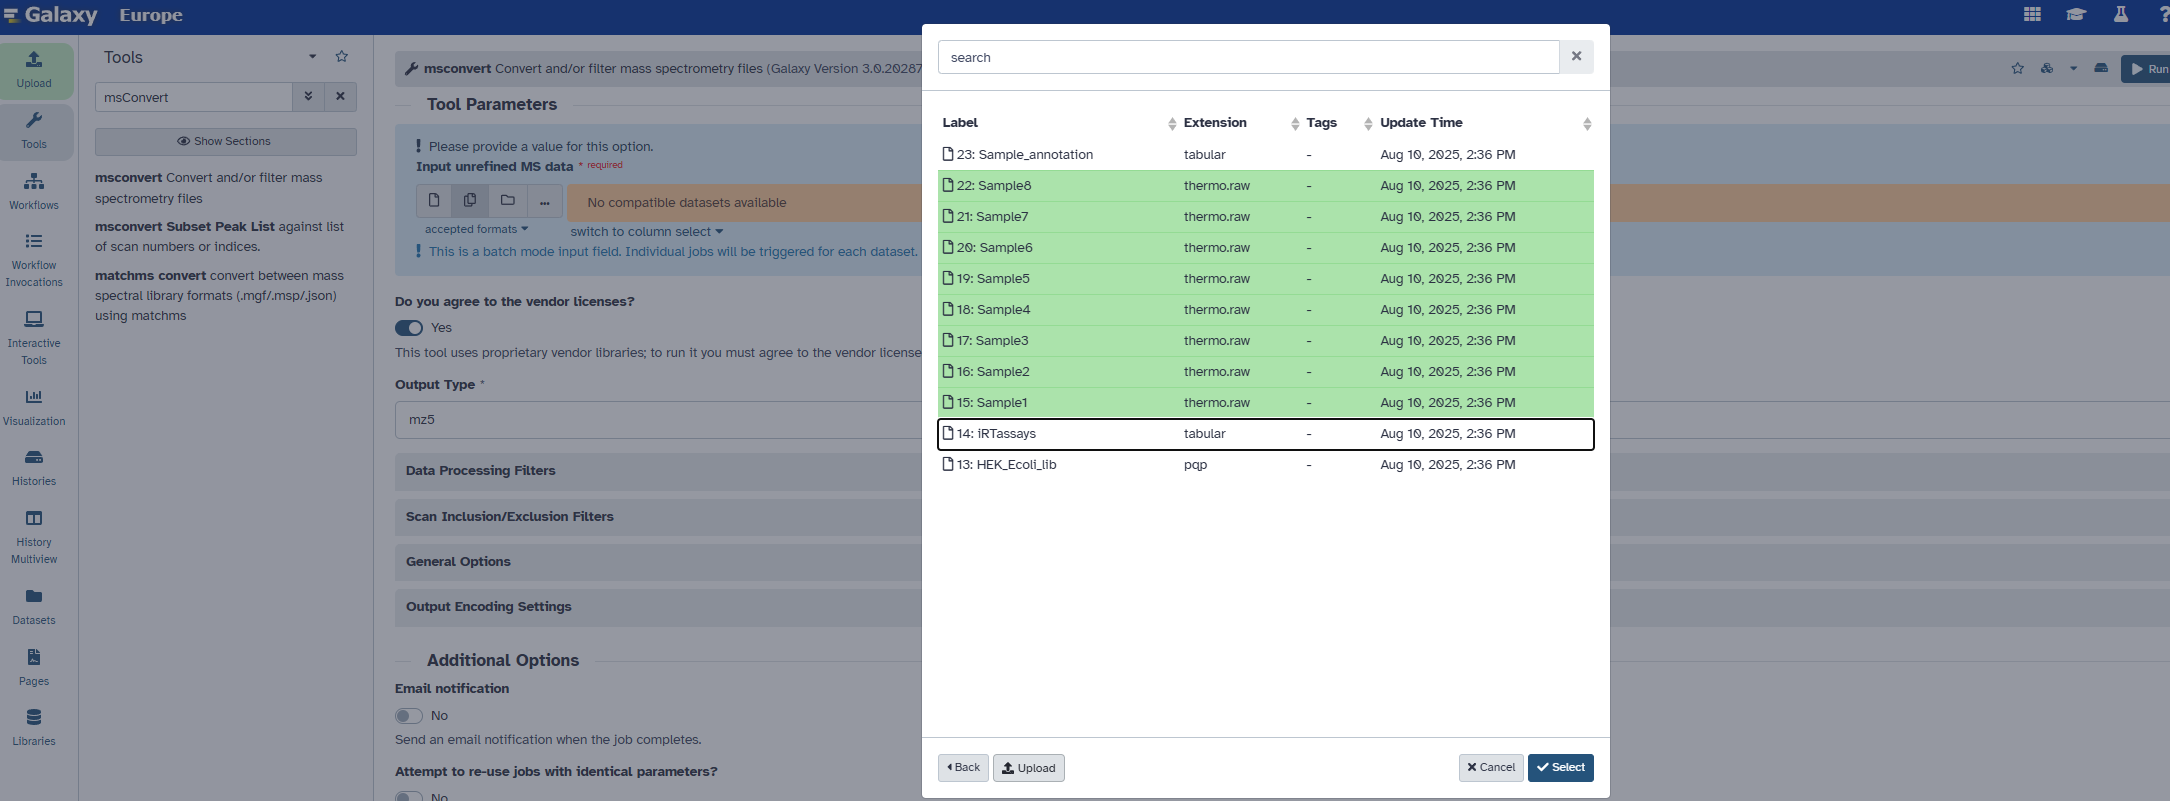 Galaxy Europe
Upload
Tools
Workflows
Workflow
Invocations
Interactive
Tools
Visualization
Histories
History
Multiview
Datasets
Pages
Libraries
Tools
msConvert
Show Sections
msconvert Convert and/or filter mass
spectrometry files
msconvert Subset Peak List against list
of scan numbers or indices.
matchms convert convert between mass
spectral library formats (.mgf/.msp/.json)
using matchms
msconvert Convert and/or filter mass spectrometry files (Galaxy Version 3.0.20287
Run
Tool Parameters
Please provide a value for this option.
Input unrefined MS data * required
...
No compatible datasets available
accepted formats
switch to column select
This is a batch mode input field. Individual jobs will be triggered for each dataset.
Do you agree to the vendor licenses?
Yes
This tool uses proprietary vendor libraries; to run it you must agree to the vendor license
Output Type *
mz5
Data Processing Filters
Scan Inclusion/Exclusion Filters
General Options
Output Encoding Settings
Additional Options
Email notification
No
Send an email notification when the job completes.
Attempt to re-use jobs with identical parameters?
No
search
Label Extension Tags Update Time
23: Sample_annotation tabular - Aug 10, 2025, 2:36 PM
22: Sample8 thermo.raw - Aug 10, 2025, 2:36 PM
21: Sample7 thermo.raw - Aug 10, 2025, 2:36 PM
20: Sample6 thermo.raw - Aug 10, 2025, 2:36 PM
19: Sample5 thermo.raw - Aug 10, 2025, 2:36 PM
18: Sample4 thermo.raw - Aug 10, 2025, 2:36 PM
17: Sample3 thermo.raw - Aug 10, 2025, 2:36 PM
16: Sample2 thermo.raw - Aug 10, 2025, 2:36 PM
15: Sample1 thermo.raw - Aug 10, 2025, 2:36 PM
14: iRTassays tabular - Aug 10, 2025, 2:36 PM
13: HEK_Ecoli_lib pqp - Aug 10, 2025, 2:36 PM
Back Upload Cancel Select